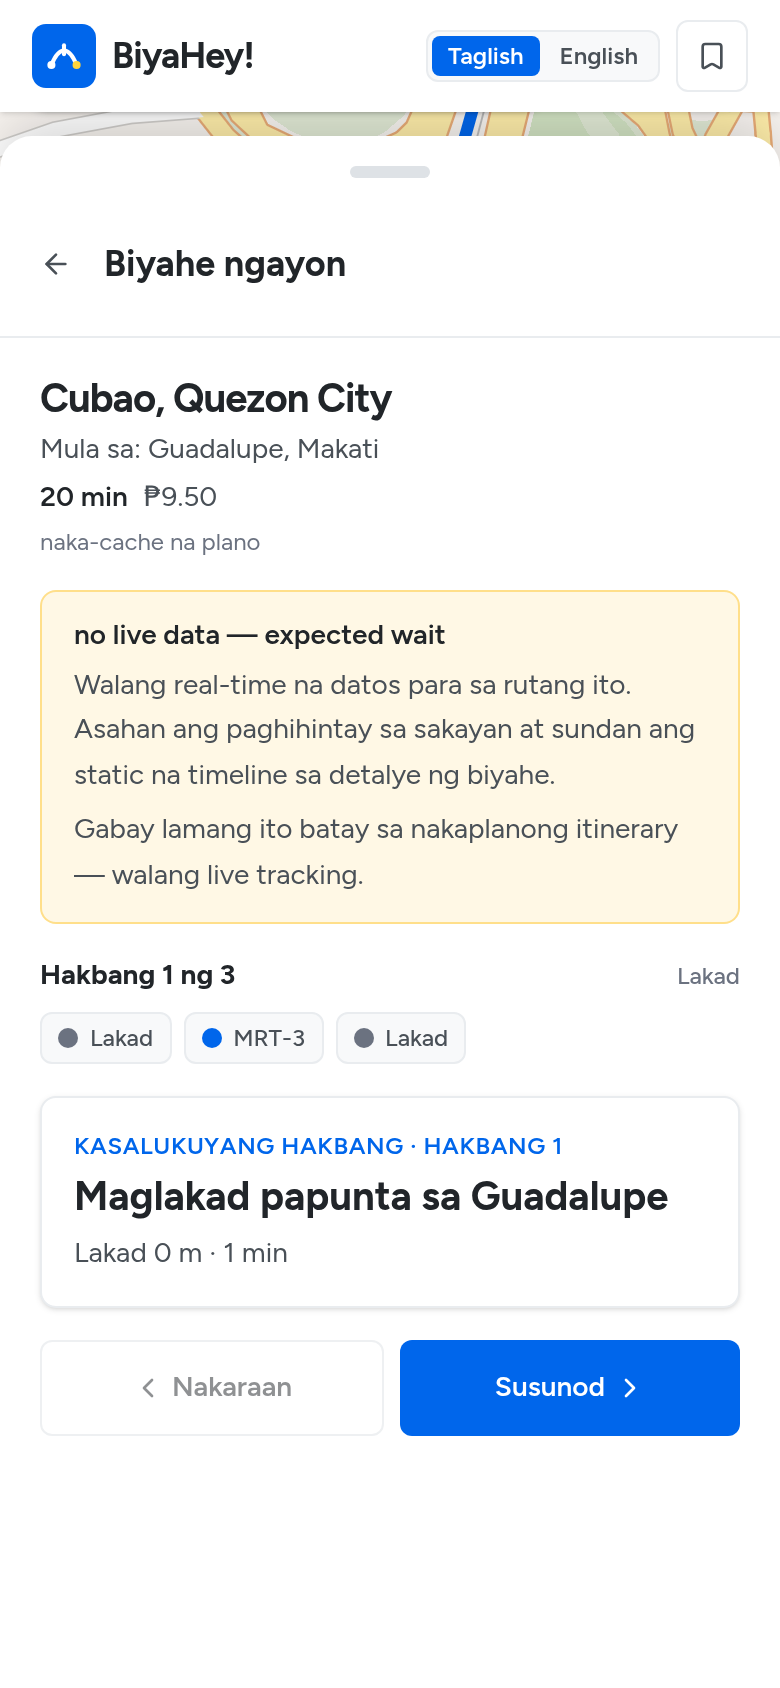 BiyaHey!
Taglish English
Biyahe ngayon
Cubao, Quezon City
Mula sa: Guadalupe, Makati
20 min ₱9.50
naka-cache na plano
no live data — expected wait
Walang real-time na datos para sa rutang ito.
Asahan ang paghihintay sa sakayan at sundan ang
static na timeline sa detalye ng biyahe.
Gabay lamang ito batay sa nakaplanong itinerary
— walang live tracking.
Hakbang 1 ng 3 Lakad
Lakad MRT-3 Lakad
KASALUKUYANG HAKBANG · HAKBANG 1
Maglakad papunta sa Guadalupe
Lakad 0 m · 1 min
Nakaraan Susunod